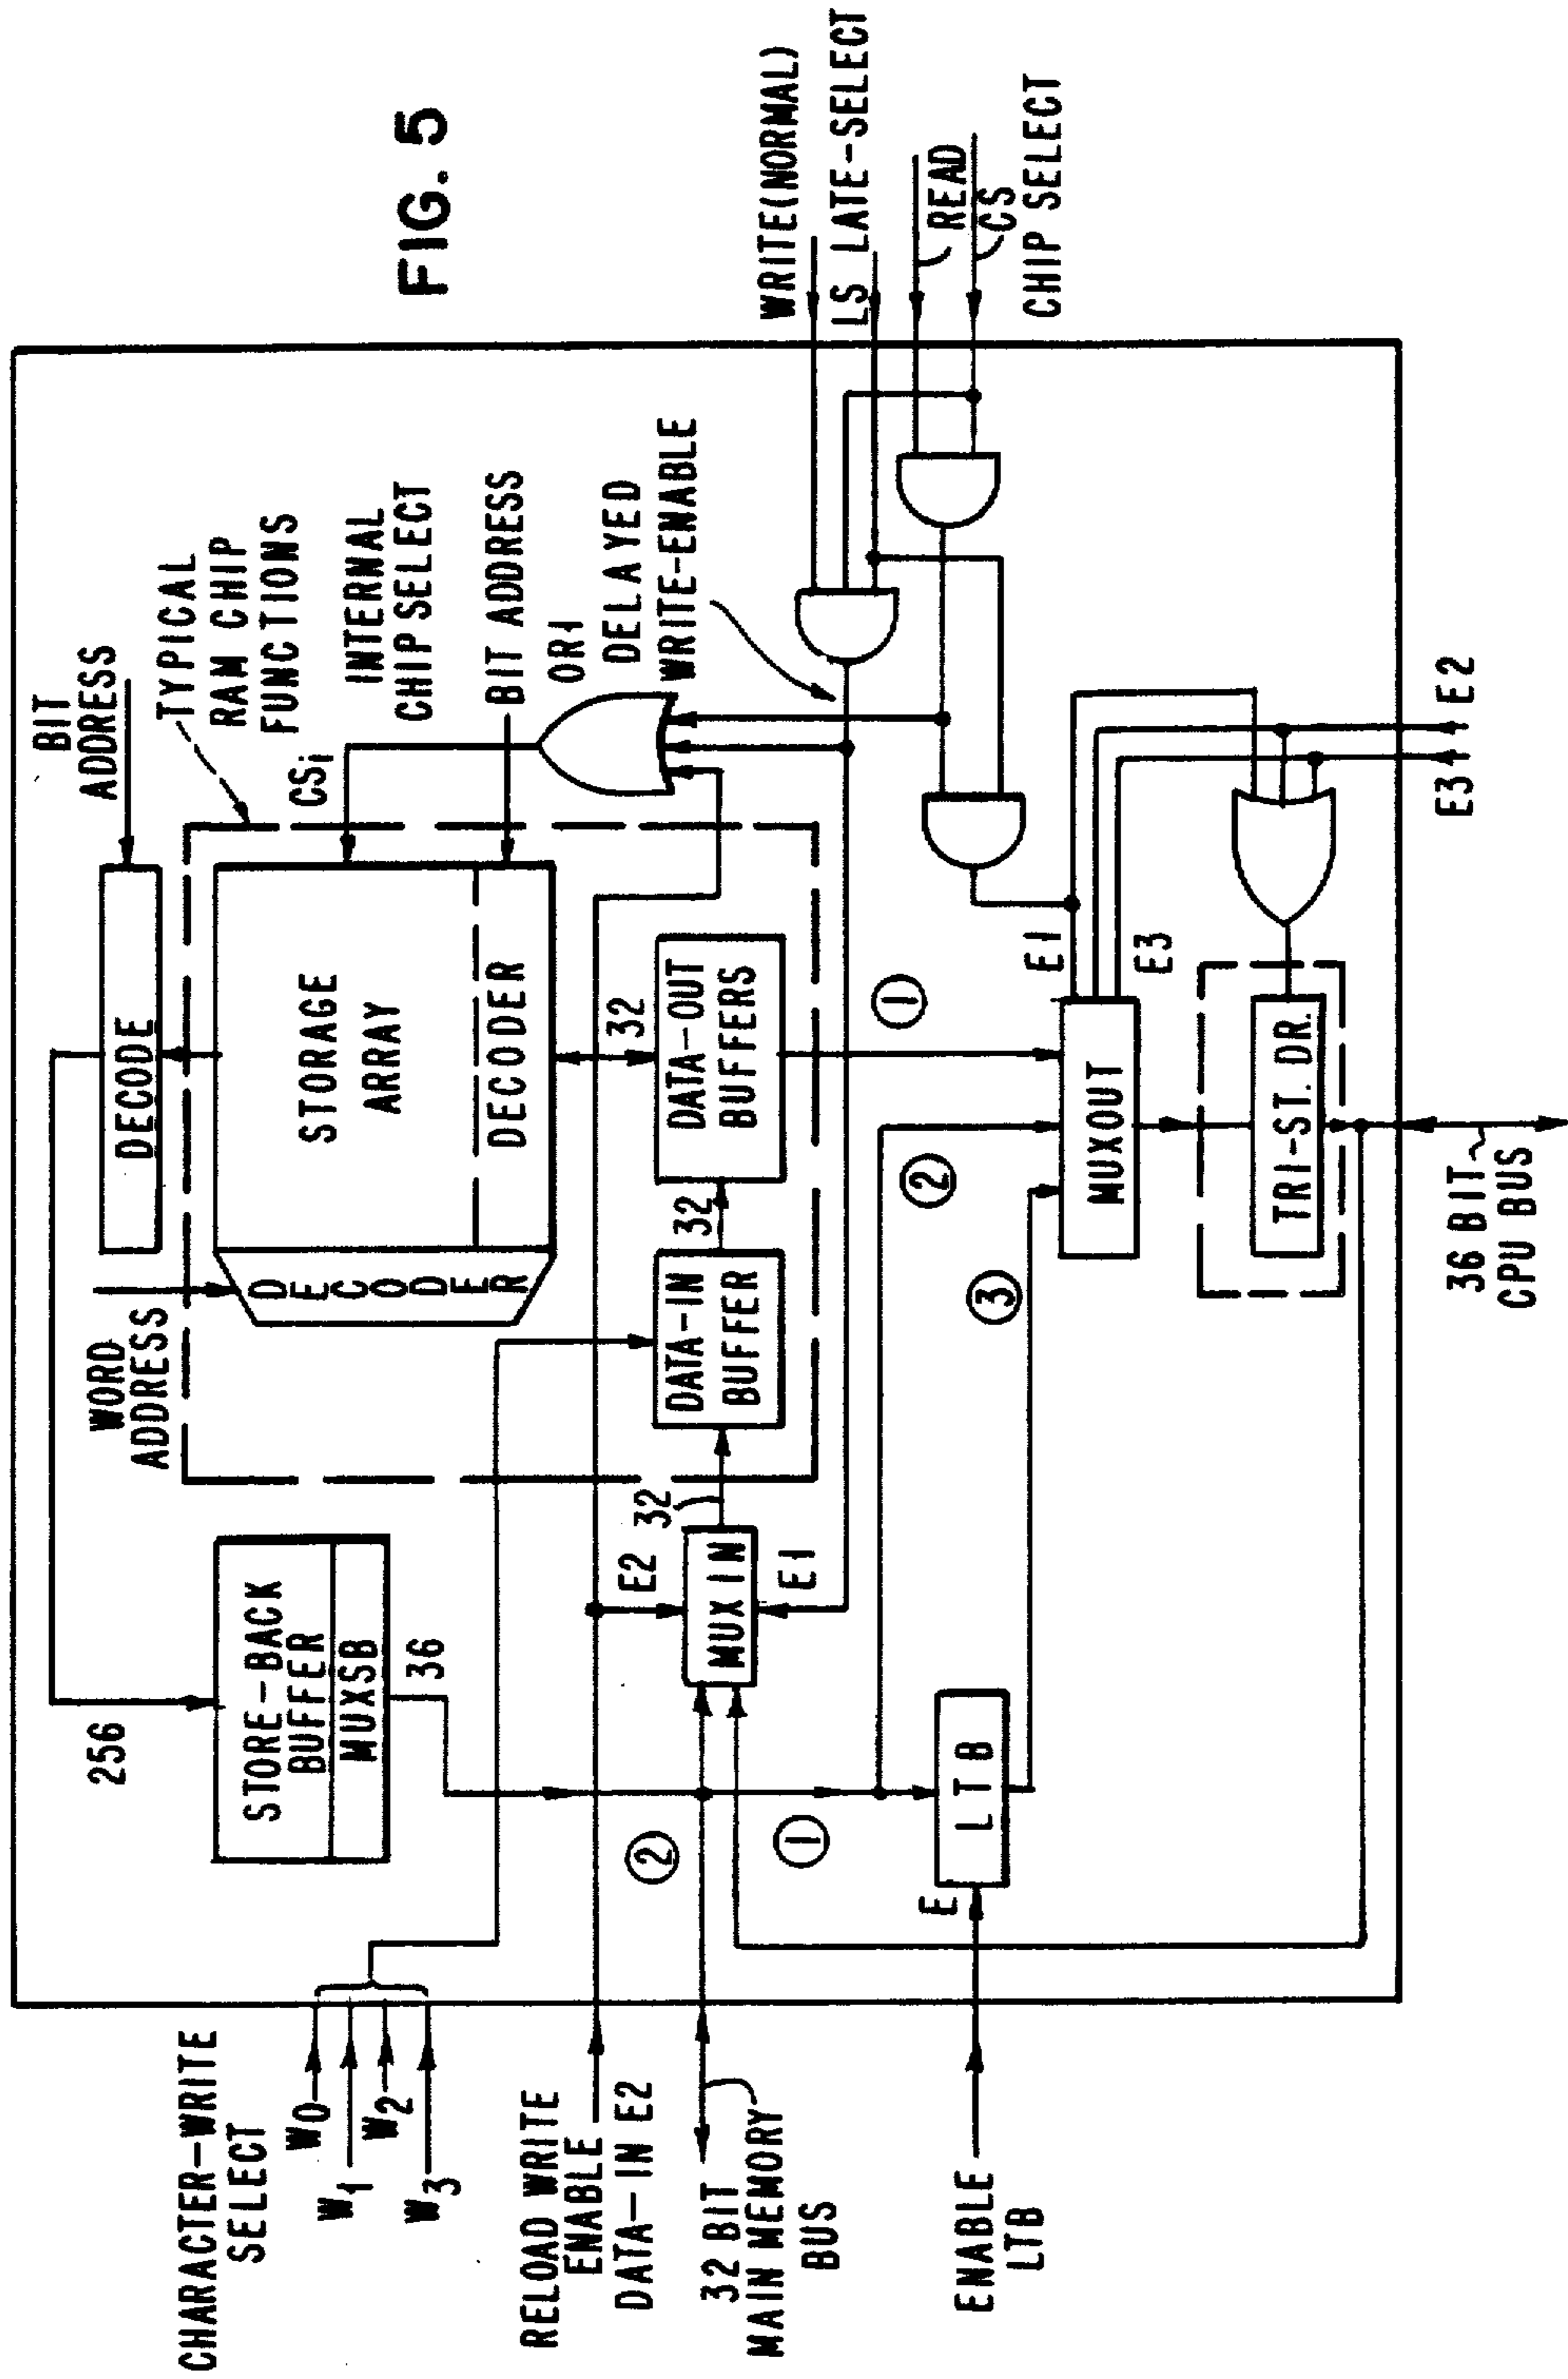 FIG. 5
CHARACTER-WRITE
SELECT
W0
W1
W2
W3
RELOAD WRITE
ENABLE
DATA-IN E2
32 BIT
MAIN MEMORY
BUS
ENABLE
LTB
256
STORE-BACK
BUFFER
MUXSB
36
WORD
ADDRESS
DECODE
BIT
ADDRESS
TYPICAL
RAM CHIP
FUNCTIONS
DECODER
STORAGE
ARRAY
DECODER
CSi
INTERNAL
CHIP SELECT
BIT ADDRESS
OR1
DELAYED
WRITE-ENABLE
E2
32
MUXIN
E1
DATA-IN
BUFFER
32
32
DATA-OUT
BUFFERS
2
1
E
LTB
1
2
3
MUXOUT
E1
E3
TRI-ST. DR.
36 BIT
CPU BUS
E3
E2
WRITE(NORMAL)
LS LATE-SELECT
READ
CS
CHIP SELECT